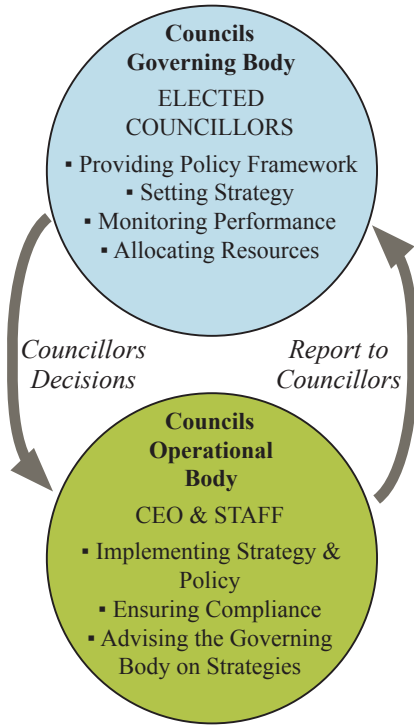 Councils
Governing Body
ELECTED
COUNCILLORS
▪ Providing Policy Framework
▪ Setting Strategy
▪ Monitoring Performance
▪ Allocating Resources
Councillors
Decisions
Report to
Councillors
Councils
Operational
Body
CEO & STAFF
▪ Implementing Strategy &
Policy
▪ Ensuring Compliance
▪ Advising the Governing
Body on Strategies